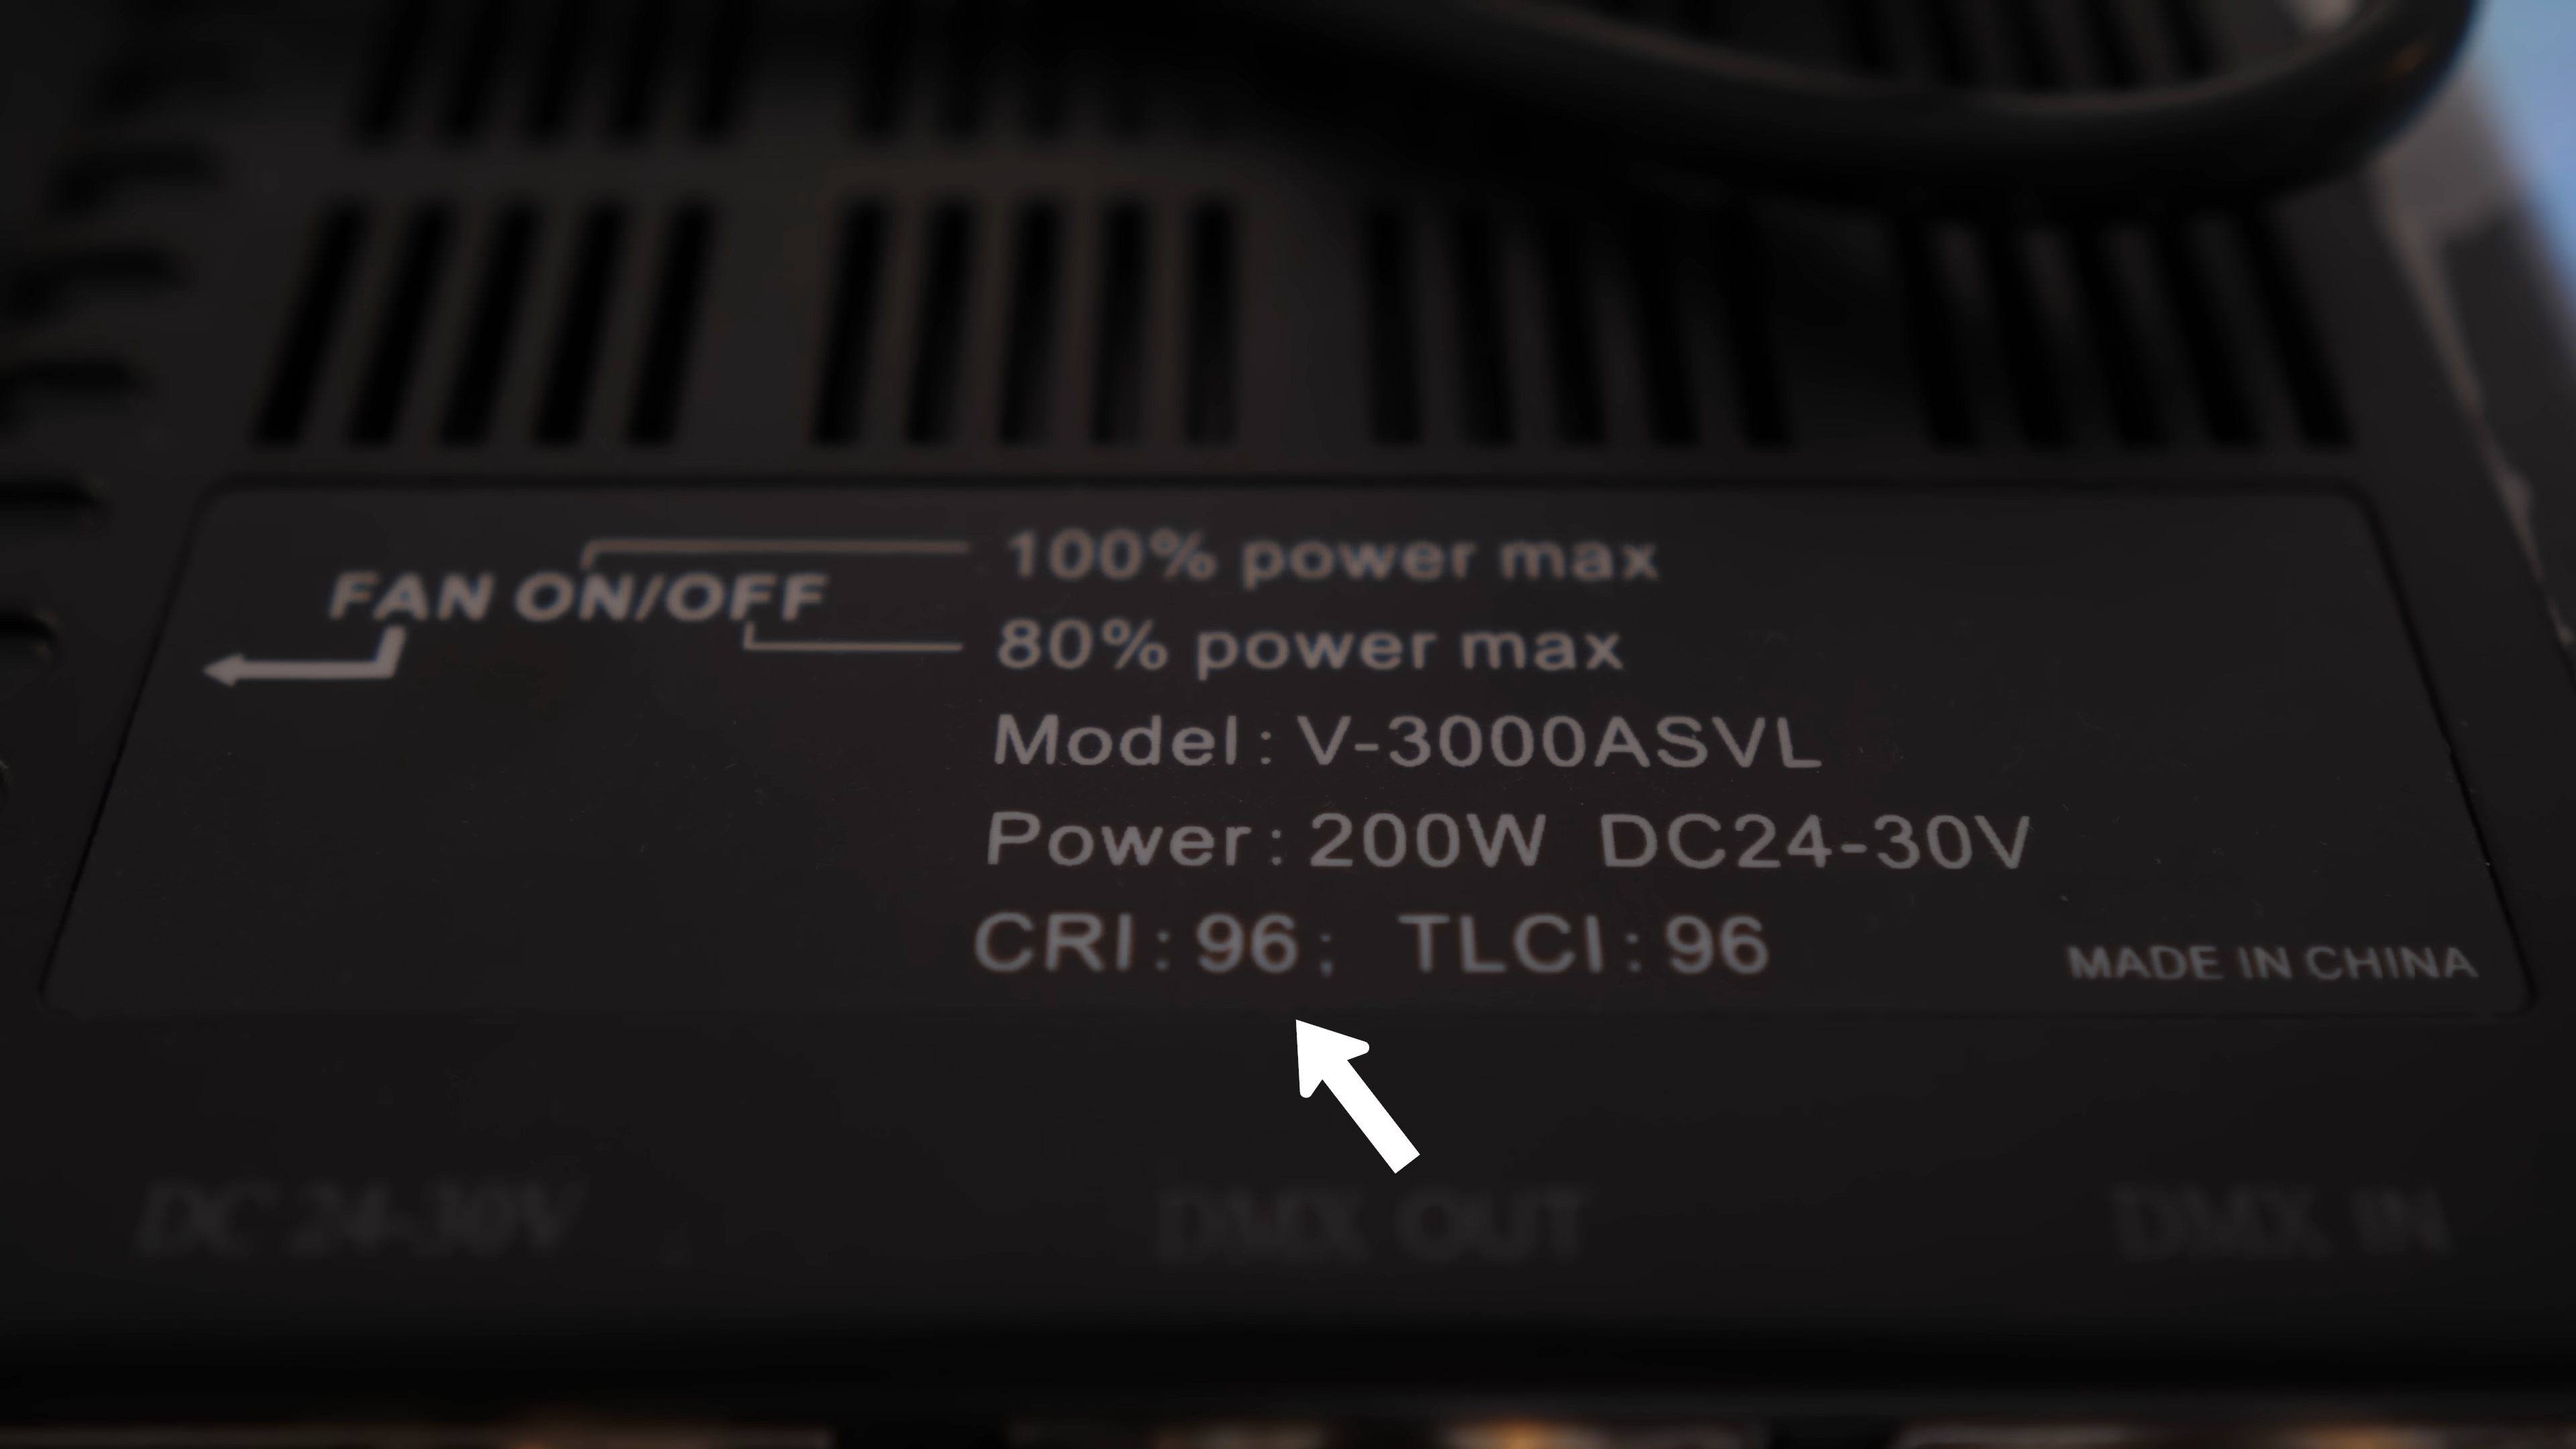 100% power max
FAN ON/OFF
80% power max
Model: V-3000ASVL
Power: 200W DC24-30V
CRI: 96; TLCI: 96
MADE IN CHINA
DC 24-30V
DMX OUT
DMX IN